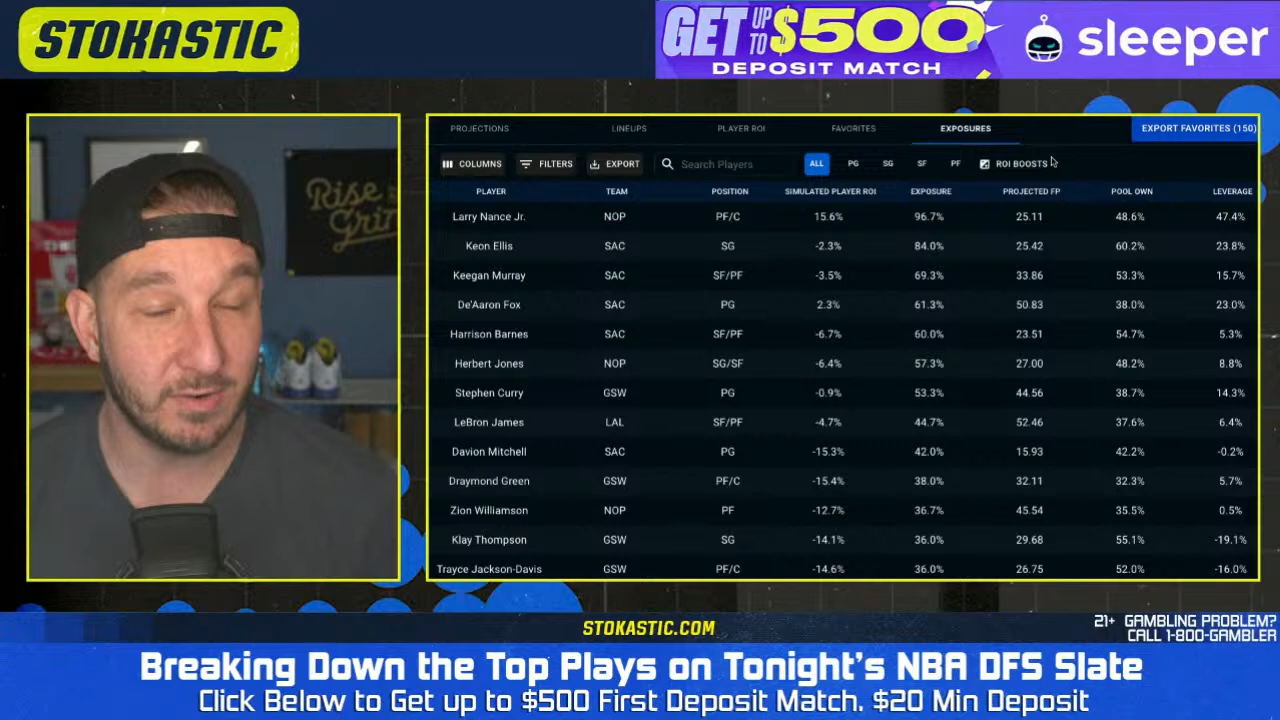 STOKASTIC
GET UP TO $500
DEPOSIT MATCH
sleeper
Rise
Grin
PROJECTIONS LINEUPS PLAYER ROI FAVORITES EXPOSURES EXPORT FAVORITES (150)
COLUMNS FILTERS EXPORT Search Players ALL PG SG SF PF ROI BOOSTS
PLAYER TEAM POSITION SIMULATED PLAYER ROI EXPOSURE PROJECTED FP POOL OWN LEVERAGE
Larry Nance Jr. NOP PF/C 15.6% 96.7% 25.11 48.6% 47.4%
Keon Ellis SAC SG -2.3% 84.0% 25.42 60.2% 23.8%
Keegan Murray SAC SF/PF -3.5% 69.3% 33.86 53.3% 15.7%
De'Aaron Fox SAC PG 2.3% 61.3% 50.83 38.0% 23.0%
Harrison Barnes SAC SF/PF -6.7% 60.0% 23.51 54.7% 5.3%
Herbert Jones NOP SG/SF -6.4% 57.3% 27.00 48.2% 8.8%
Stephen Curry GSW PG -0.9% 53.3% 44.56 38.7% 14.3%
LeBron James LAL SF/PF -4.7% 44.7% 52.46 37.6% 6.4%
Davion Mitchell SAC PG -15.3% 42.0% 15.93 42.2% -0.2%
Draymond Green GSW PF/C -15.4% 38.0% 32.11 32.3% 5.7%
Zion Williamson NOP PF -12.7% 36.7% 45.54 35.5% 0.5%
Klay Thompson GSW SG -14.1% 36.0% 29.68 55.1% -19.1%
Trayce Jackson-Davis GSW PF/C -14.6% 36.0% 26.75 52.0% -16.0%
STOKASTIC.COM
21+ GAMBLING PROBLEM?
CALL 1-800-GAMBLER
Breaking Down the Top Plays on Tonight's NBA DFS Slate
Click Below to Get up to $500 First Deposit Match. $20 Min Deposit